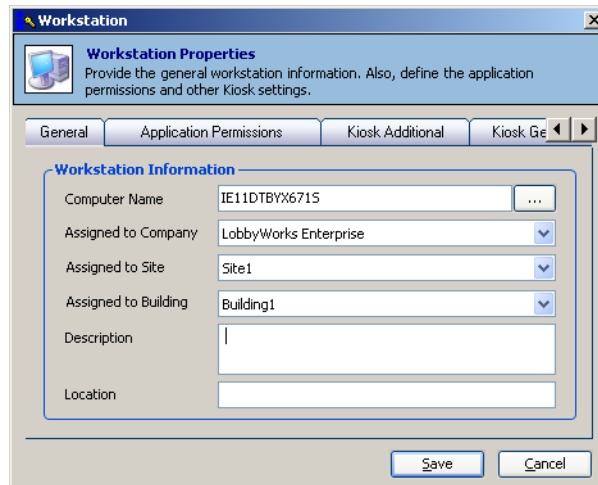 Workstation
Workstation Properties
Provide the general workstation information. Also, define the application
permissions and other Kiosk settings.
General Application Permissions Kiosk Additional Kiosk Ge
Workstation Information
Computer Name IE11DTBYX671S ...
Assigned to Company LobbyWorks Enterprise
Assigned to Site Site1
Assigned to Building Building1
Description
Location
Save Cancel